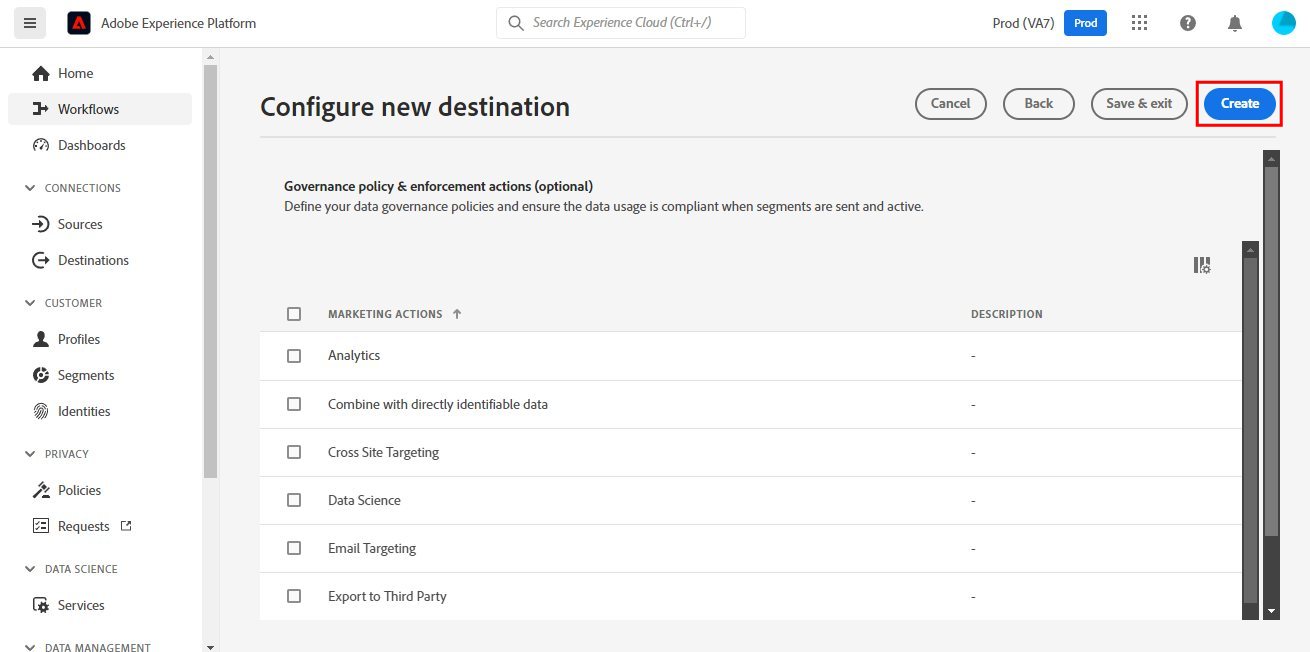 Adobe Experience Platform
Search Experience Cloud (Ctrl+/)
Prod (VA7)
Prod
Home
Workflows
Dashboards
CONNECTIONS
Sources
Destinations
CUSTOMER
Profiles
Segments
Identities
PRIVACY
Policies
Requests
DATA SCIENCE
Services
DATA MANAGEMENT
Configure new destination
Cancel
Back
Save & exit
Create
Governance policy & enforcement actions (optional)
Define your data governance policies and ensure the data usage is compliant when segments are sent and active.
MARKETING ACTIONS DESCRIPTION
Analytics -
Combine with directly identifiable data -
Cross Site Targeting -
Data Science -
Email Targeting -
Export to Third Party -